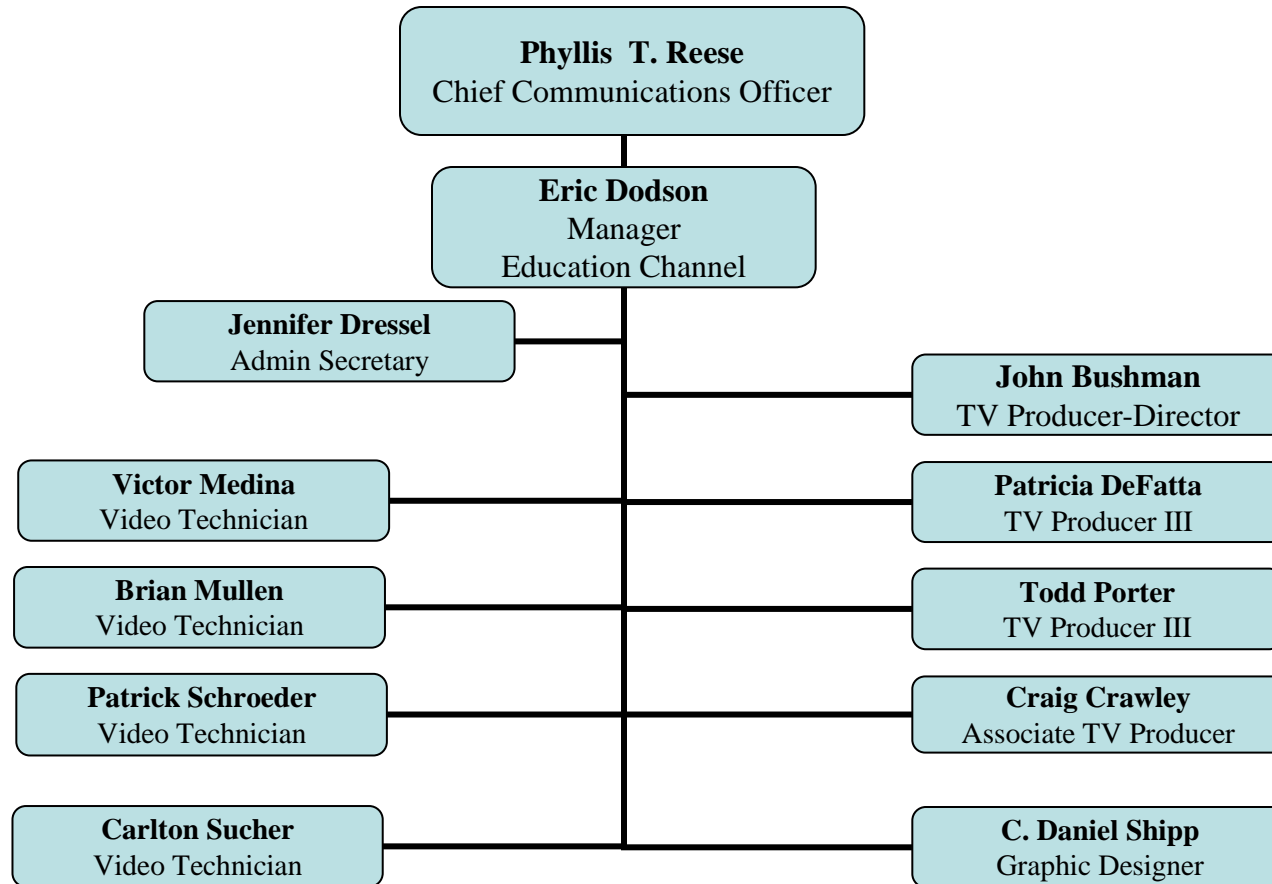 Phyllis T. Reese
Chief Communications Officer
Eric Dodson
Manager
Education Channel
Jennifer Dressel
Admin Secretary
John Bushman
TV Producer-Director
Victor Medina
Video Technician
Patricia DeFatta
TV Producer III
Brian Mullen
Video Technician
Todd Porter
TV Producer III
Patrick Schroeder
Video Technician
Craig Crawley
Associate TV Producer
Carlton Sucher
Video Technician
C. Daniel Shipp
Graphic Designer